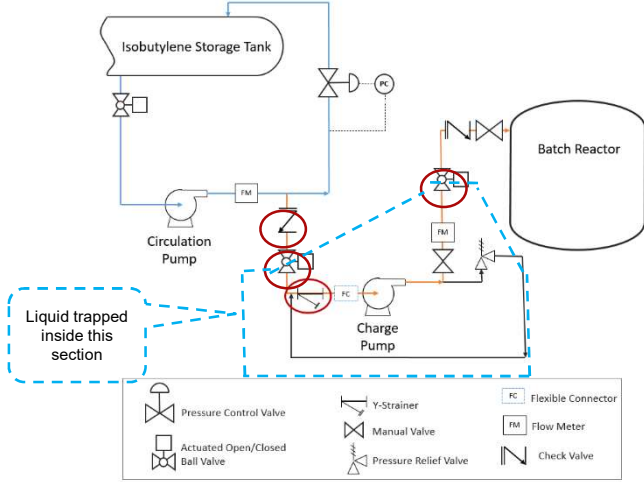 Isobutylene Storage Tank
PC
Batch Reactor
FM
Circulation
Pump
FM
FC
Charge
Pump
Liquid trapped
inside this
section
Pressure Control Valve
Actuated Open/Closed
Ball Valve
Y-Strainer
Manual Valve
Pressure Relief Valve
FC
Flexible Connector
FM
Flow Meter
Check Valve